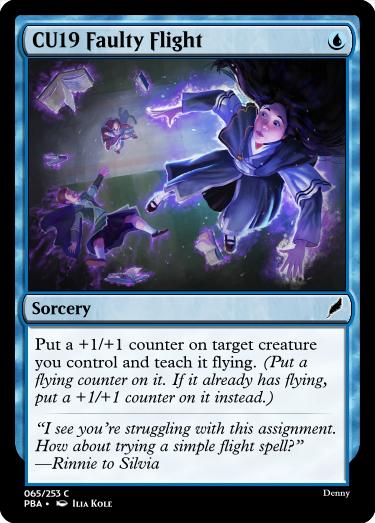 CU19 Faulty Flight
Sorcery
Put a +1/+1 counter on target creature
you control and teach it flying. (Put a
flying counter on it. If it already has flying,
put a +1/+1 counter on it instead.)
“I see you’re struggling with this assignment.
How about trying a simple flight spell?”
—Rinnie to Silvia
065/253 C
PBA • Ilia Kole
Denny